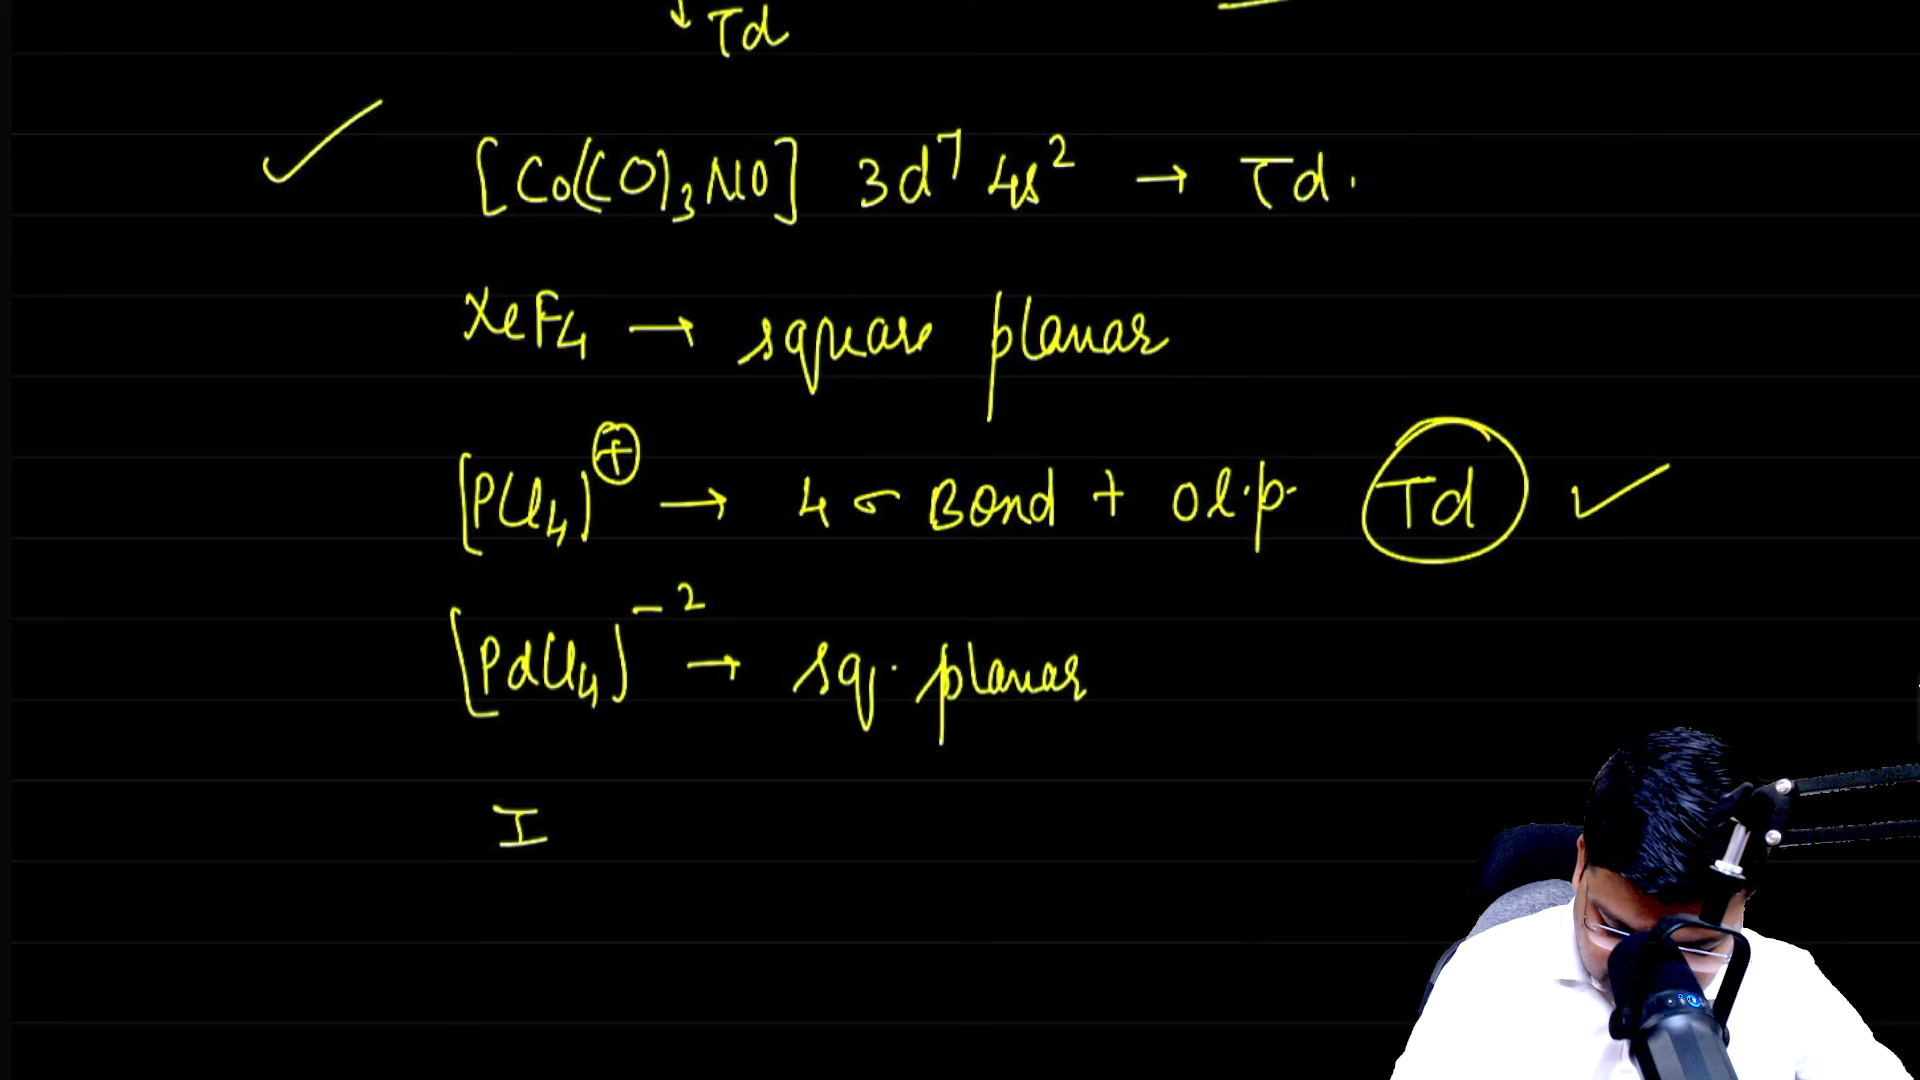 Td
[Co(CO)3NO] 3d⁷ 4s² → Td.
XeF4 → square planar
[PCl4]⊕ → 4 σ Bond + 0 l.p. Td
[PdCl4]⁻² → sq. planar
I